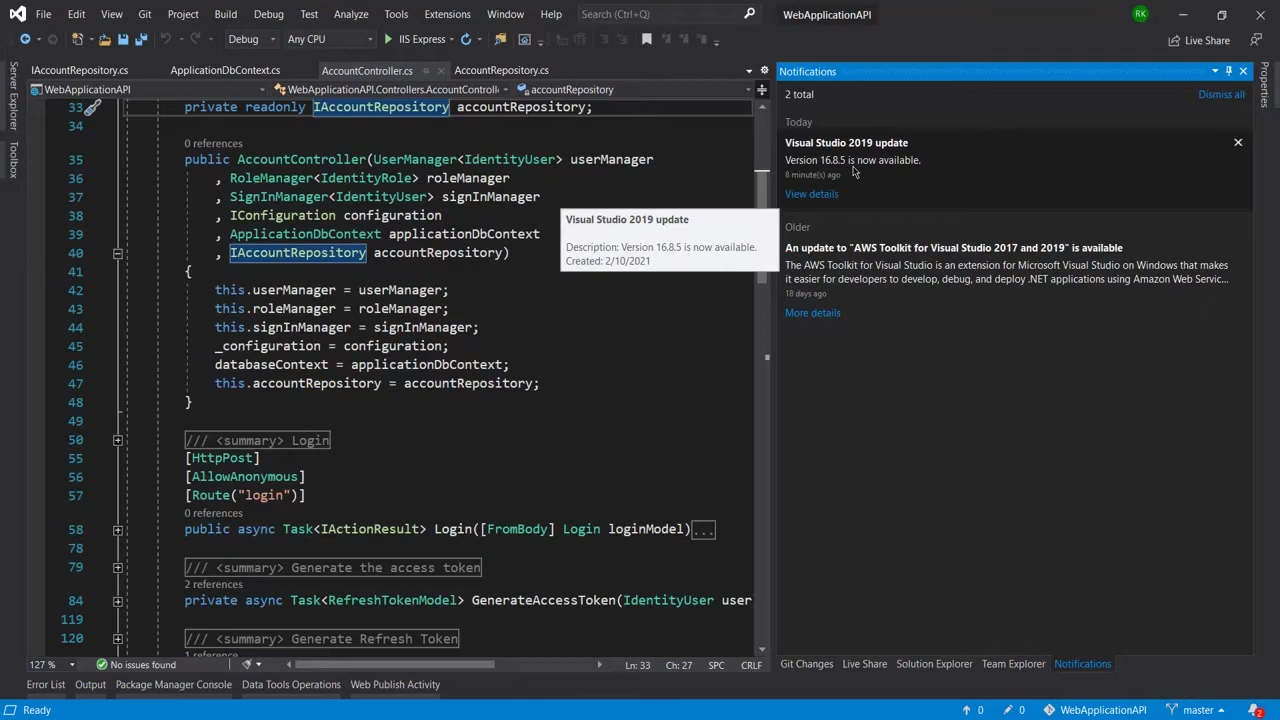 File Edit View Git Project Build Debug Test Analyze Tools Extensions Window Help Search (Ctrl+Q) WebApplicationAPI RK
Debug Any CPU IIS Express Live Share
IAccountRepository.cs ApplicationDbContext.cs AccountController.cs AccountRepository.cs
WebApplicationAPI WebApplicationAPI.Controllers.AccountControlle accountRepository
Server Explorer
Toolbox
33 private readonly IAccountRepository accountRepository;
34
0 references
35 public AccountController(UserManager<IdentityUser> userManager
36 , RoleManager<IdentityRole> roleManager
37 , SignInManager<IdentityUser> signInManager
38 , IConfiguration configuration
39 , ApplicationDbContext applicationDbContext
40 , IAccountRepository accountRepository)
41 {
42 this.userManager = userManager;
43 this.roleManager = roleManager;
44 this.signInManager = signInManager;
45 _configuration = configuration;
46 databaseContext = applicationDbContext;
47 this.accountRepository = accountRepository;
48 }
49
50 /// <summary> Login
55 [HttpPost]
56 [AllowAnonymous]
57 [Route("login")]
0 references
58 public async Task<IActionResult> Login([FromBody] Login loginModel)...
78
79 /// <summary> Generate the access token
2 references
84 private async Task<RefreshTokenModel> GenerateAccessToken(IdentityUser user
119
120 /// <summary> Generate Refresh Token
1 reference
Visual Studio 2019 update
Description: Version 16.8.5 is now available.
Created: 2/10/2021
Notifications
2 total Dismiss all
Today
Visual Studio 2019 update
Version 16.8.5 is now available.
8 minute(s) ago
View details
Older
An update to "AWS Toolkit for Visual Studio 2017 and 2019" is available
The AWS Toolkit for Visual Studio is an extension for Microsoft Visual Studio on Windows that makes
it easier for developers to develop, debug, and deploy .NET applications using Amazon Web Servic...
18 days ago
More details
Properties
127 % No issues found Ln: 33 Ch: 27 SPC CRLF
Git Changes Live Share Solution Explorer Team Explorer Notifications
Error List Output Package Manager Console Data Tools Operations Web Publish Activity
Ready 0 0 WebApplicationAPI master 2